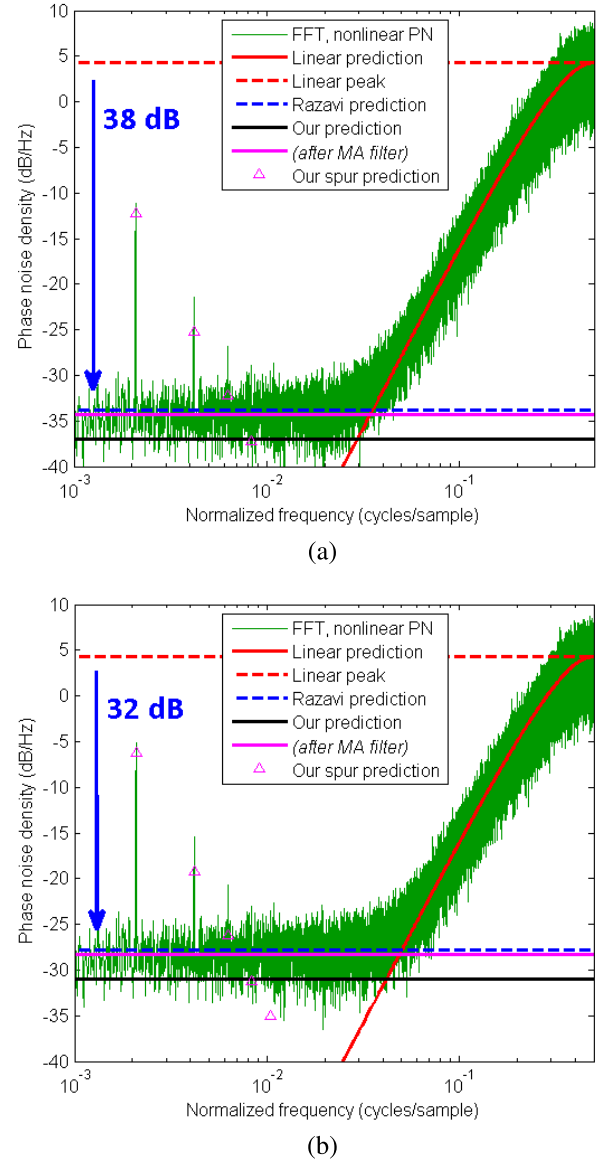 10
5
0
-5
-10
-15
-20
-25
-30
-35
-40
Phase noise density (dB/Hz)
38 dB
FFT, nonlinear PN
Linear prediction
Linear peak
Razavi prediction
Our prediction
(after MA filter)
Our spur prediction
10-3
10-2
10-1
Normalized frequency (cycles/sample)
(a)
10
5
0
-5
-10
-15
-20
-25
-30
-35
-40
Phase noise density (dB/Hz)
32 dB
FFT, nonlinear PN
Linear prediction
Linear peak
Razavi prediction
Our prediction
(after MA filter)
Our spur prediction
10-3
10-2
10-1
Normalized frequency (cycles/sample)
(b)